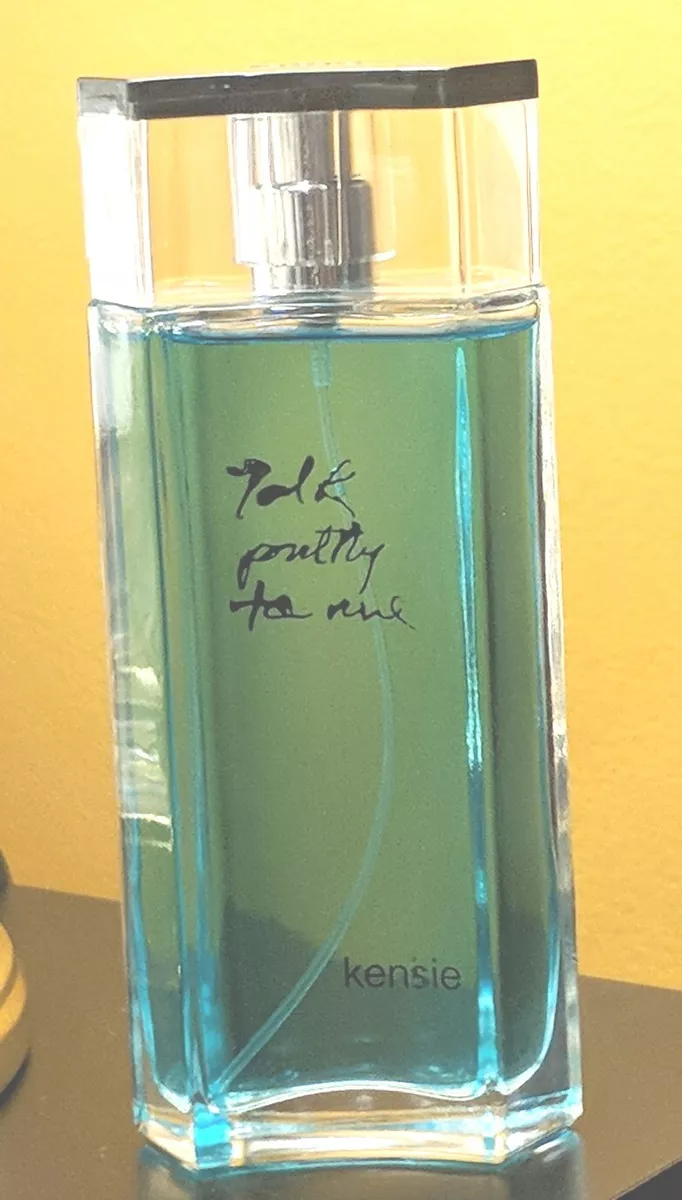 Talk
pretty
to me
kensie